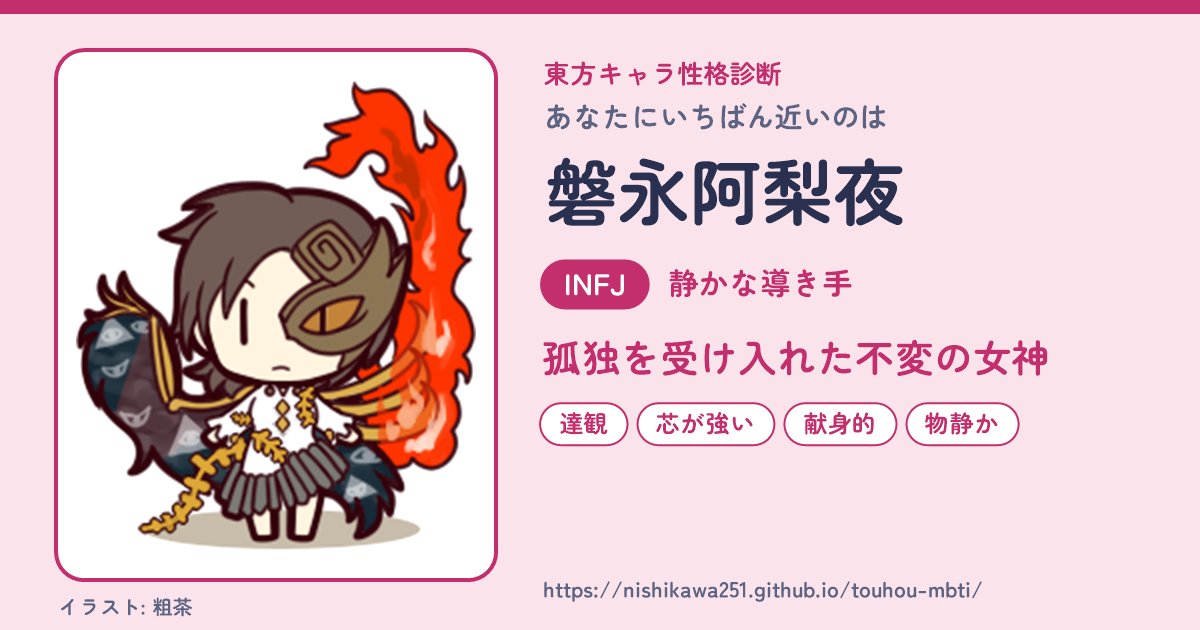 東方キャラ性格診断
あなたにいちばん近いのは
磐永阿梨夜
INFJ 静かな導き手
孤独を受け入れた不変の女神
達観 芯が強い 献身的 物静か
https://nishikawa251.github.io/touhou-mbti/
イラスト: 粗茶